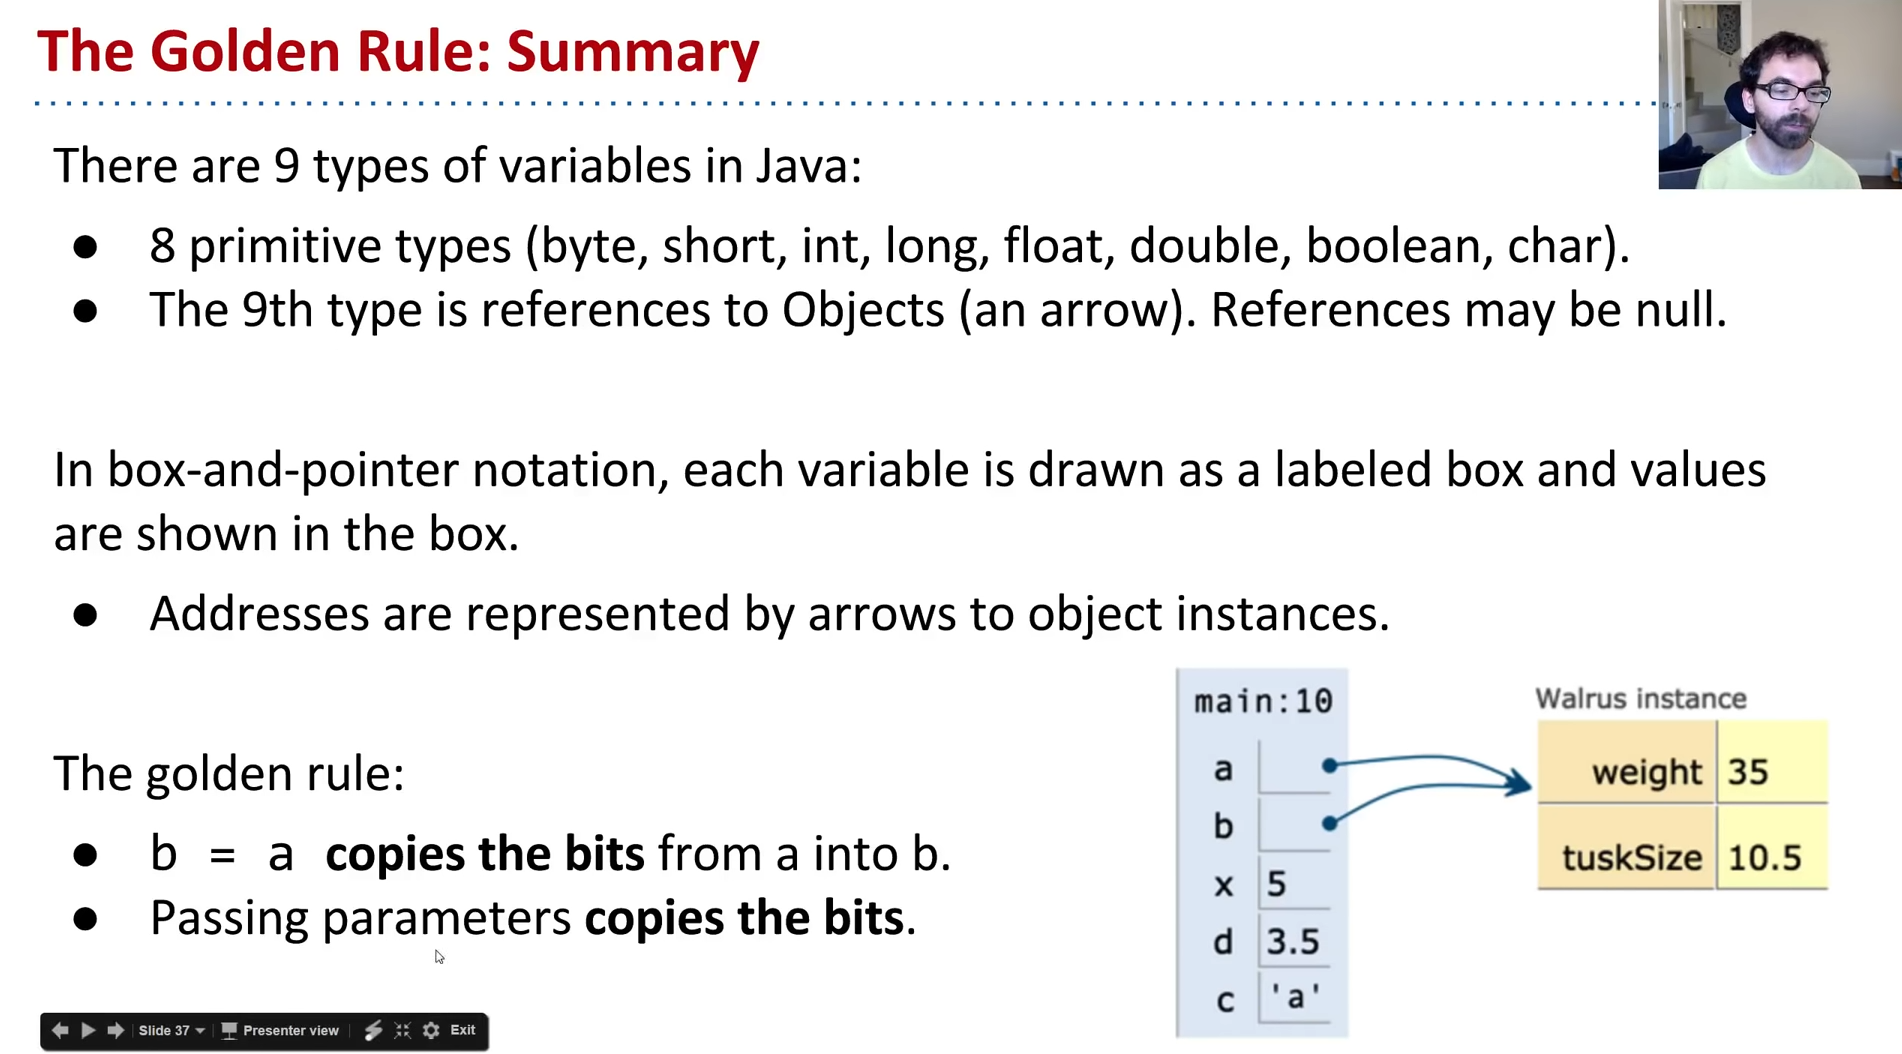 The Golden Rule: Summary
There are 9 types of variables in Java:
● 8 primitive types (byte, short, int, long, float, double, boolean, char).
● The 9th type is references to Objects (an arrow). References may be null.
In box-and-pointer notation, each variable is drawn as a labeled box and values
are shown in the box.
● Addresses are represented by arrows to object instances.
The golden rule:
● b = a copies the bits from a into b.
● Passing parameters copies the bits.
main:10
a
b
x 5
d 3.5
c 'a'
Walrus instance
weight 35
tuskSize 10.5
Slide 37 Presenter view Exit